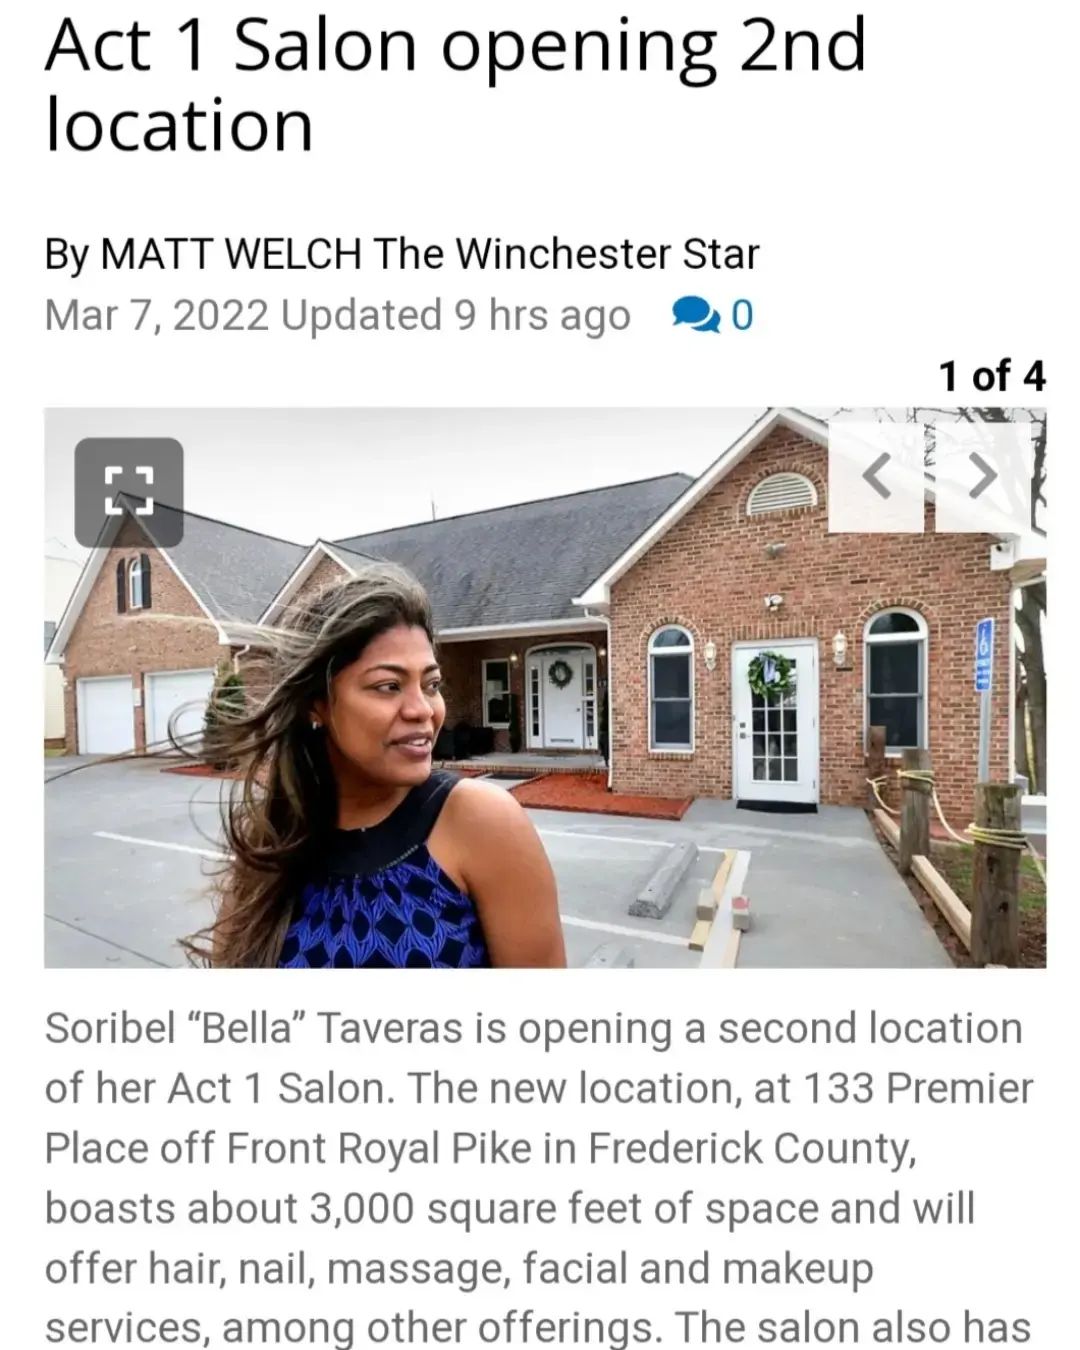 Act 1 Salon opening 2nd
location
By MATT WELCH The Winchester Star
Mar 7, 2022 Updated 9 hrs ago 0
1 of 4
Soribel “Bella” Taveras is opening a second location
of her Act 1 Salon. The new location, at 133 Premier
Place off Front Royal Pike in Frederick County,
boasts about 3,000 square feet of space and will
offer hair, nail, massage, facial and makeup
services, among other offerings. The salon also has